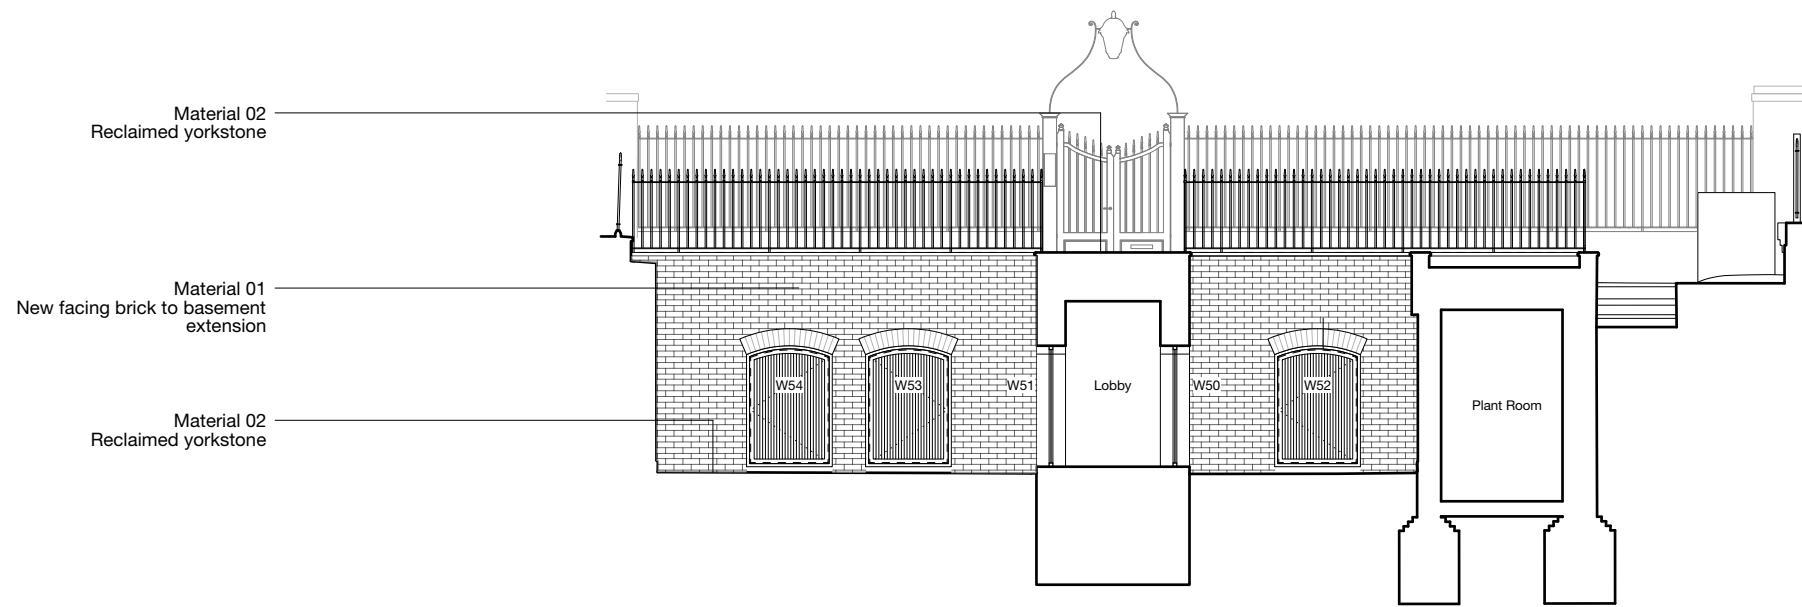 Material 02
Reclaimed yorkstone
Material 01
New facing brick to basement
extension
W54
W53
W51
Lobby
W50
W52
Plant Room
Material 02
Reclaimed yorkstone